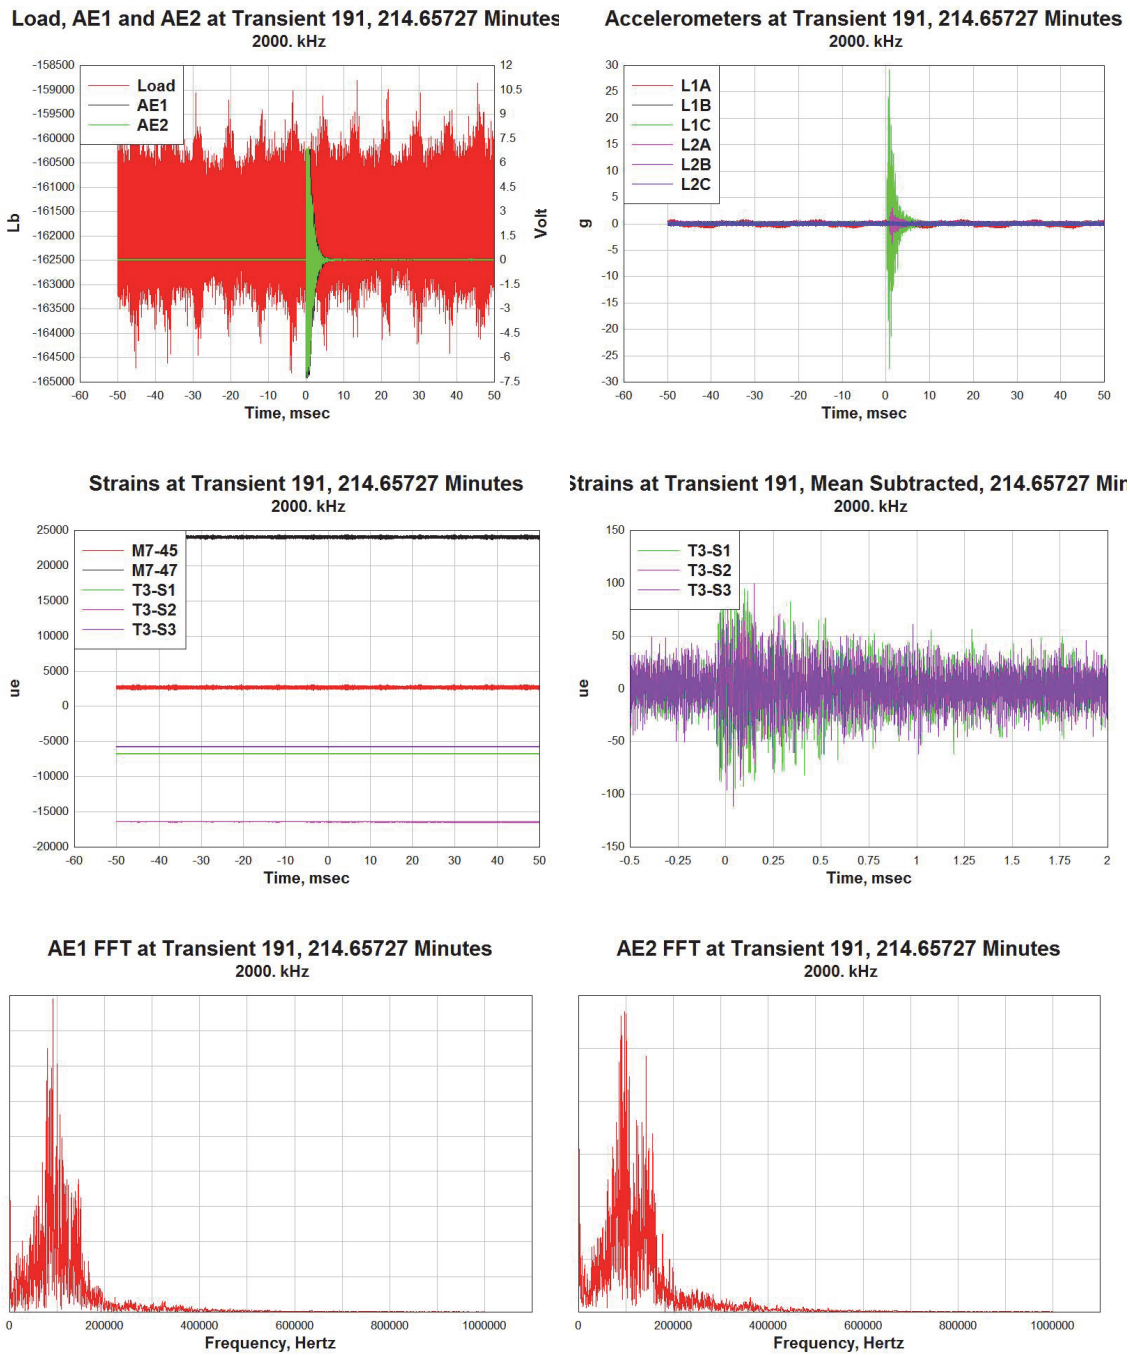 Load, AE1 and AE2 at Transient 191, 214.65727 Minutes
2000. kHz
-158500
-159000
-159500
-160000
-160500
-161000
-161500
-162000
-162500
-163000
-163500
-164000
-164500
-165000
Lb
Load
AE1
AE2
12
10.5
9
7.5
6
4.5
3
1.5
0
-1.5
-3
-4.5
-6
-7.5
Volt
-60 -50 -40 -30 -20 -10 0 10 20 30 40 50
Time, msec
Accelerometers at Transient 191, 214.65727 Minutes
2000. kHz
30
25
20
15
10
5
0
-5
-10
-15
-20
-25
-30
g
L1A
L1B
L1C
L2A
L2B
L2C
-60 -50 -40 -30 -20 -10 0 10 20 30 40 50
Time, msec
Strains at Transient 191, 214.65727 Minutes
2000. kHz
25000
20000
15000
10000
5000
0
-5000
-10000
-15000
-20000
ue
M7-45
M7-47
T3-S1
T3-S2
T3-S3
-60 -50 -40 -30 -20 -10 0 10 20 30 40 50
Time, msec
Strains at Transient 191, Mean Subtracted, 214.65727 Min
2000. kHz
150
100
50
0
-50
-100
-150
ue
T3-S1
T3-S2
T3-S3
-0.5 -0.25 0 0.25 0.5 0.75 1 1.25 1.5 1.75 2
Time, msec
AE1 FFT at Transient 191, 214.65727 Minutes
2000. kHz
0 200000 400000 600000 800000 1000000
Frequency, Hertz
AE2 FFT at Transient 191, 214.65727 Minutes
2000. kHz
0 200000 400000 600000 800000 1000000
Frequency, Hertz